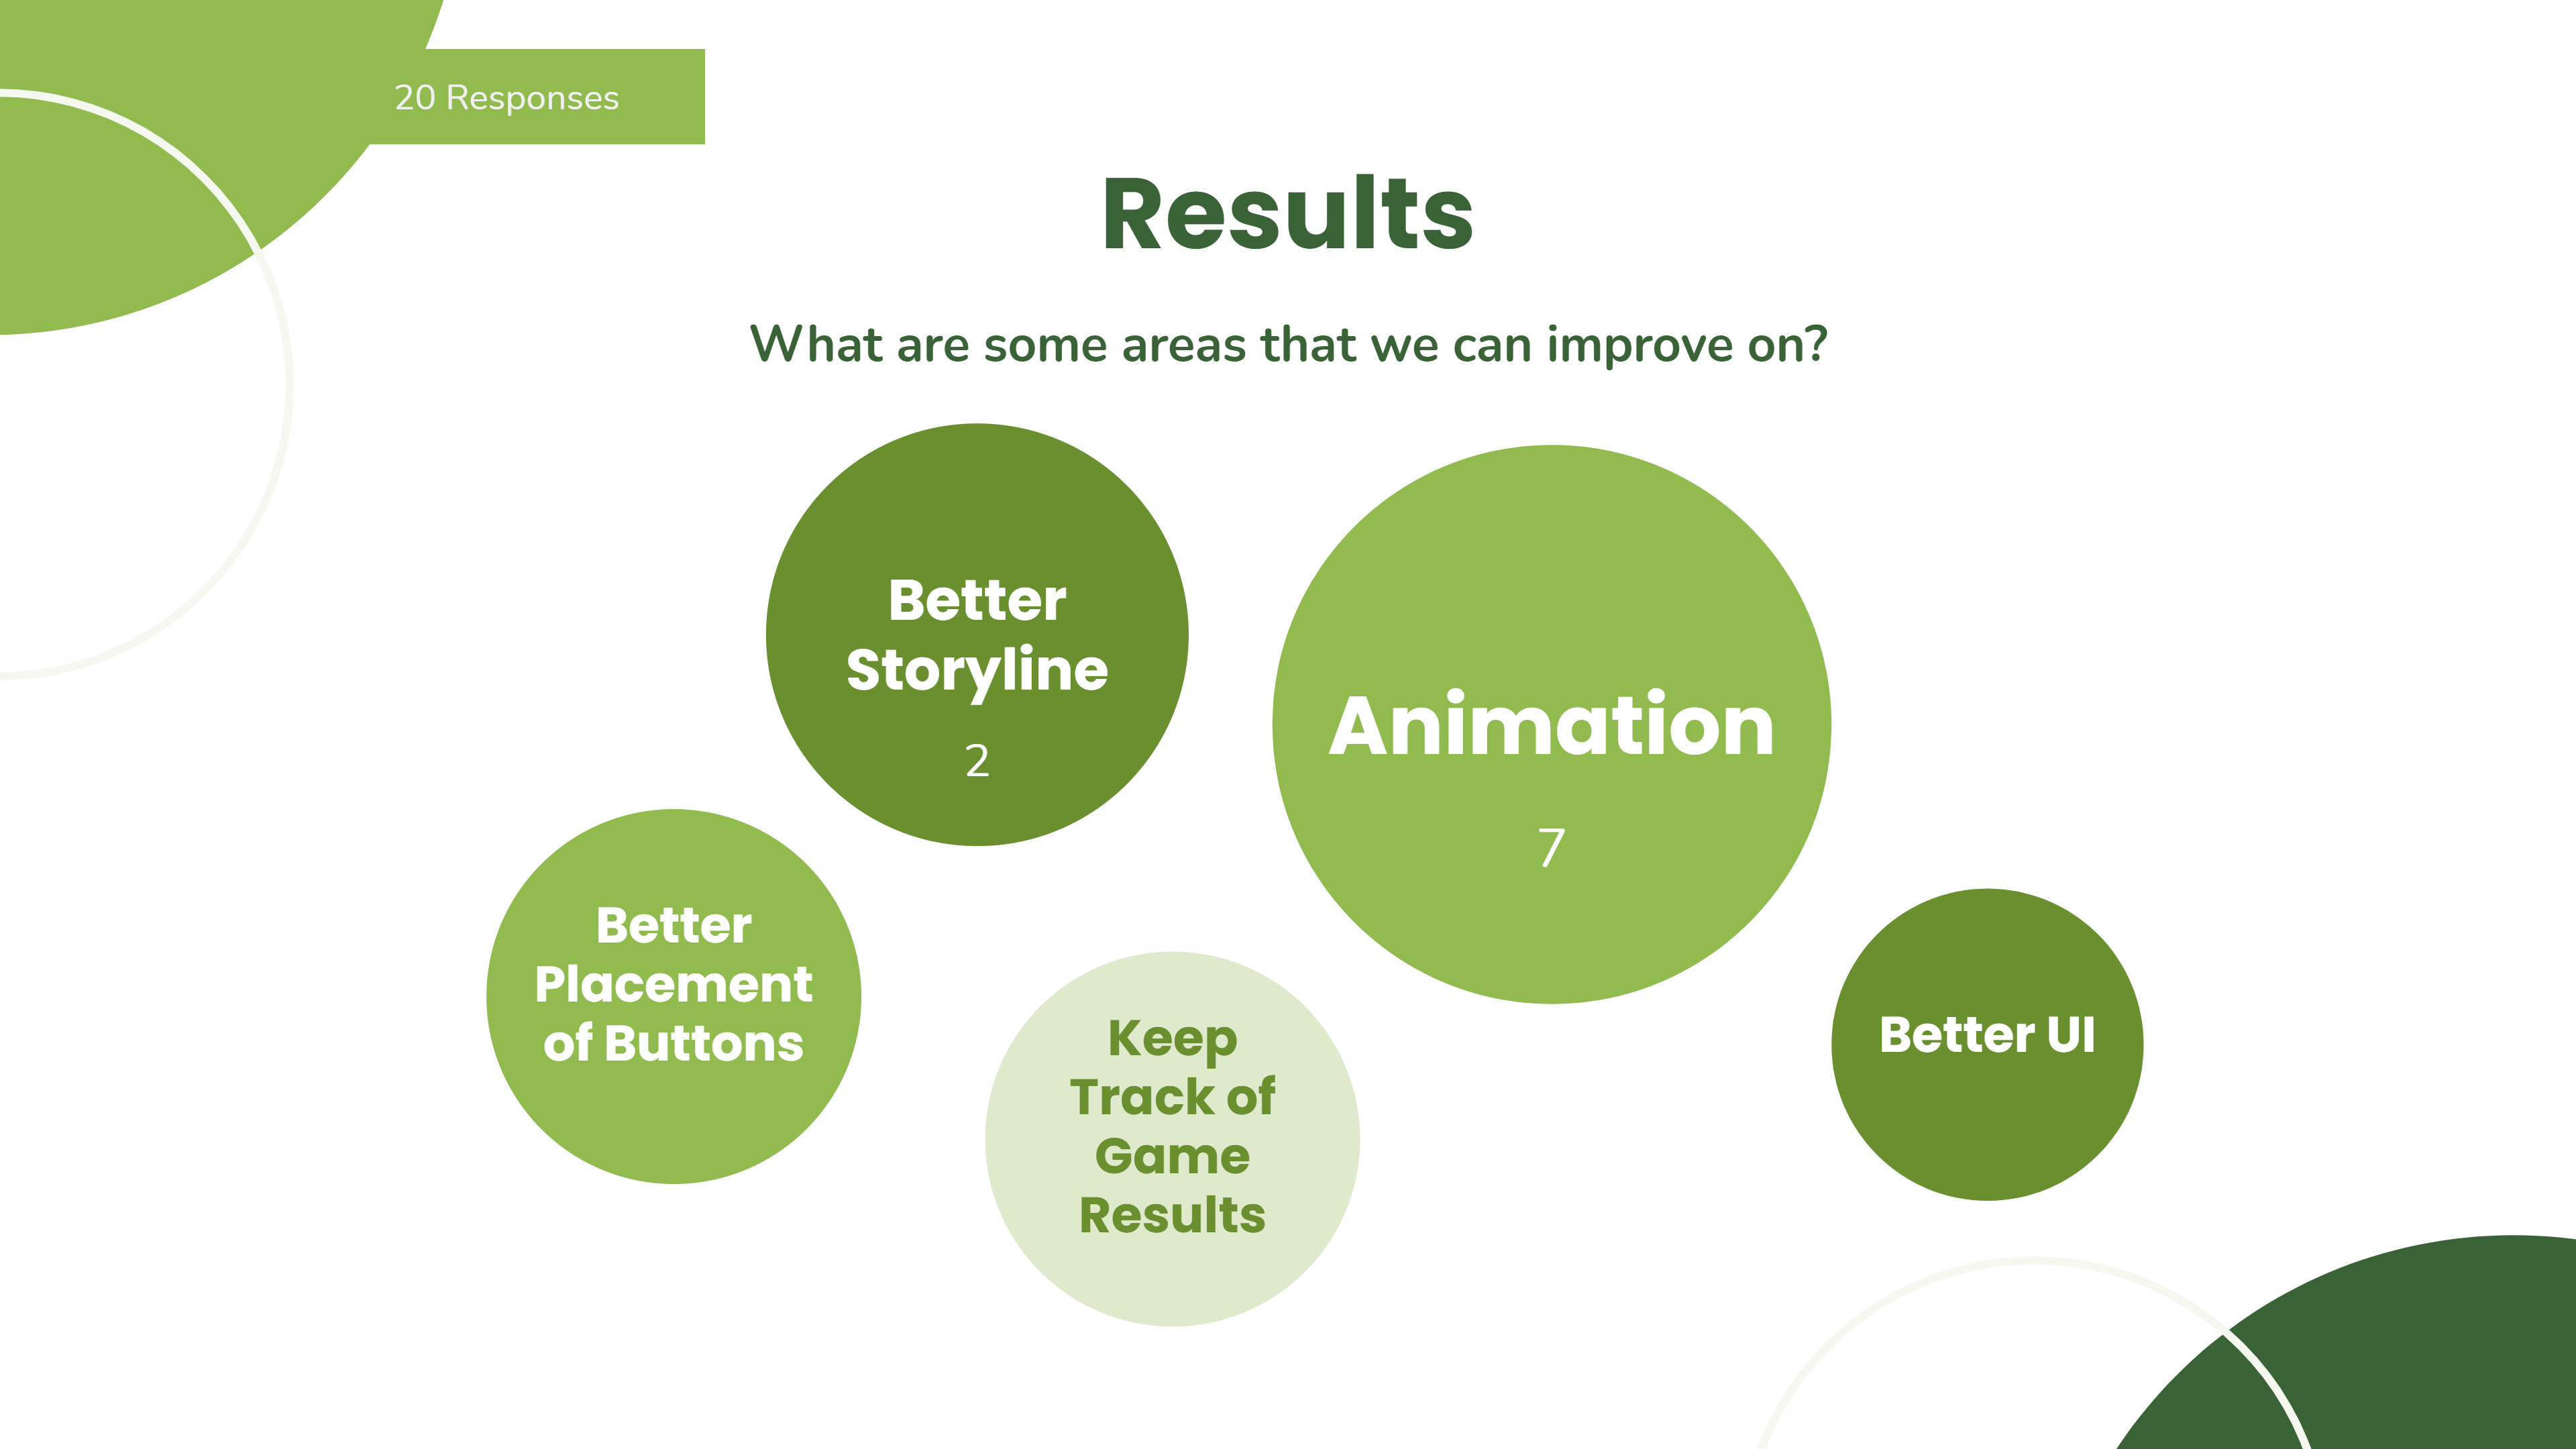 20 Responses
Results
What are some areas that we can improve on?
Better
Storyline
2
Animation
7
Better
Placement
of Buttons
Keep
Track of
Game
Results
Better UI